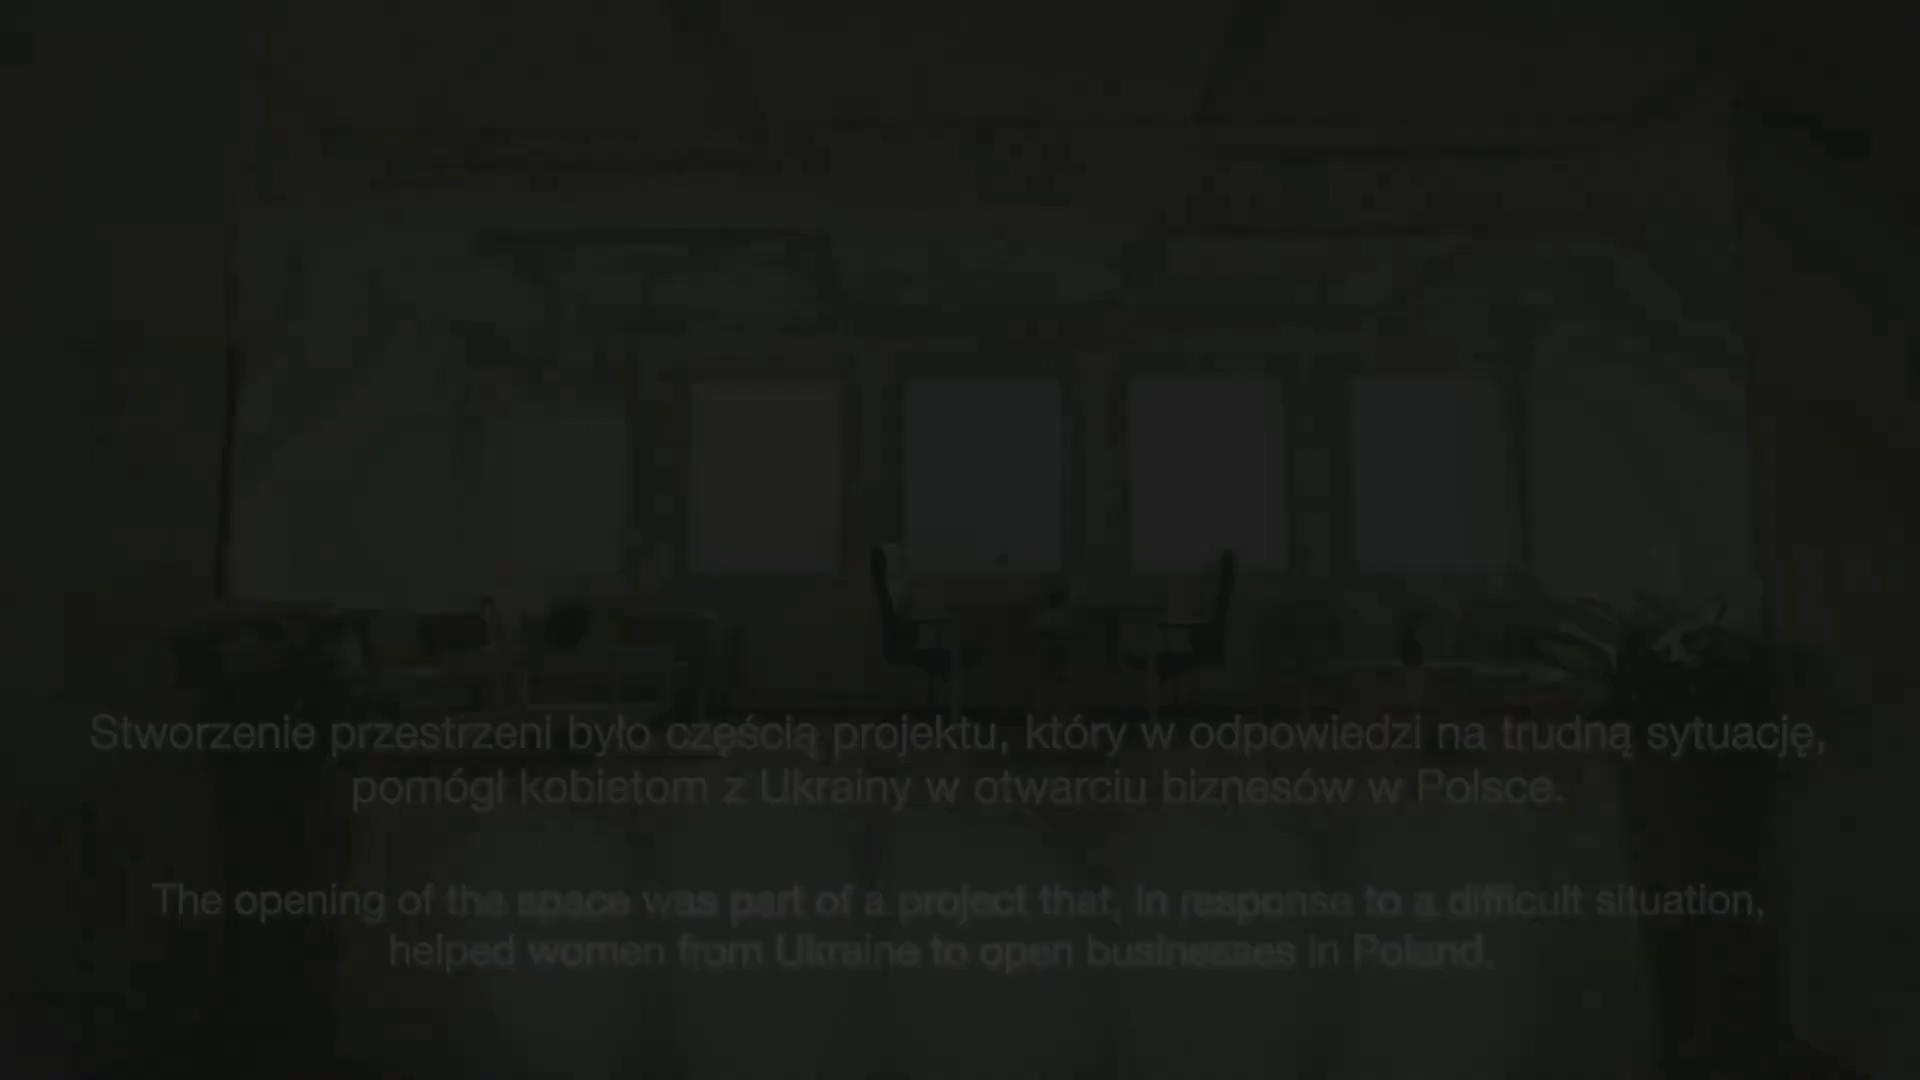 Stworzenie przestrzeni było częścią projektu, który w odpowiedzi na trudną sytuację,
pomógł kobietom z Ukrainy w otwarciu biznesów w Polsce.
The opening of the space was part of a project that, in response to a difficult situation,
helped women from Ukraine to open businesses in Poland.